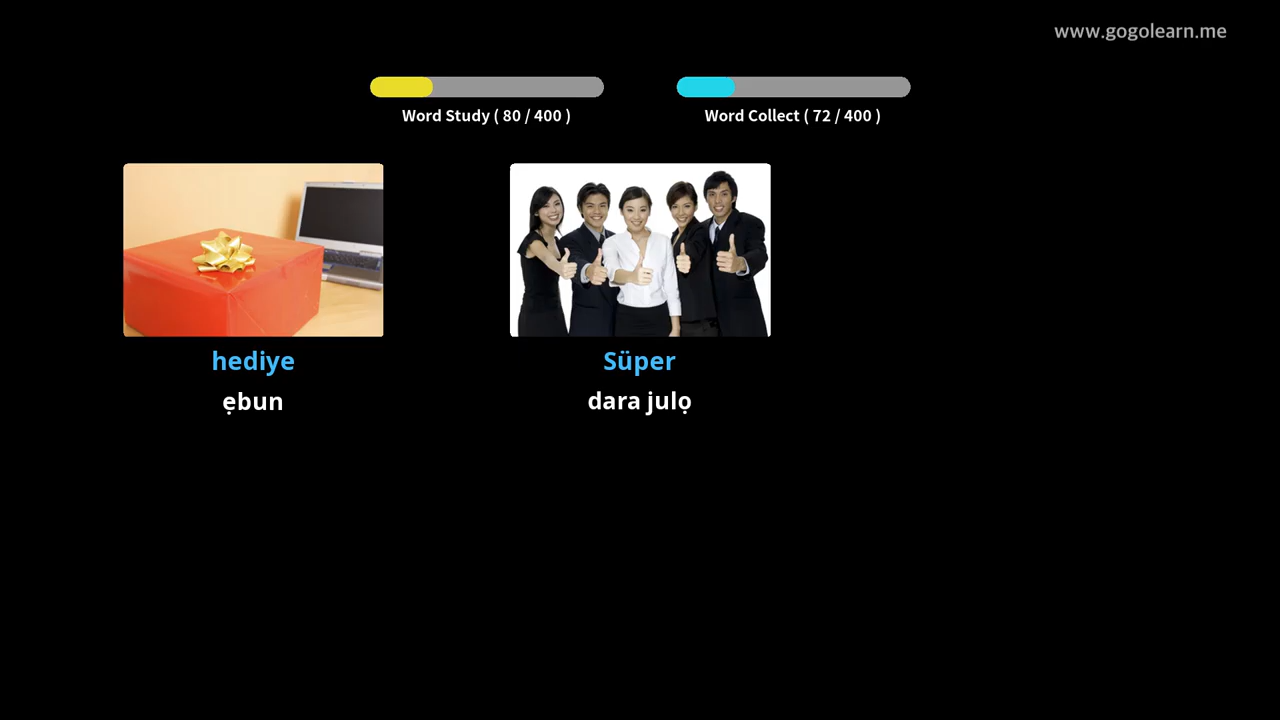 www.gogolearn.me
Word Study ( 80 / 400 )
Word Collect ( 72 / 400 )
hediye
ẹbun
Süper
dara julọ